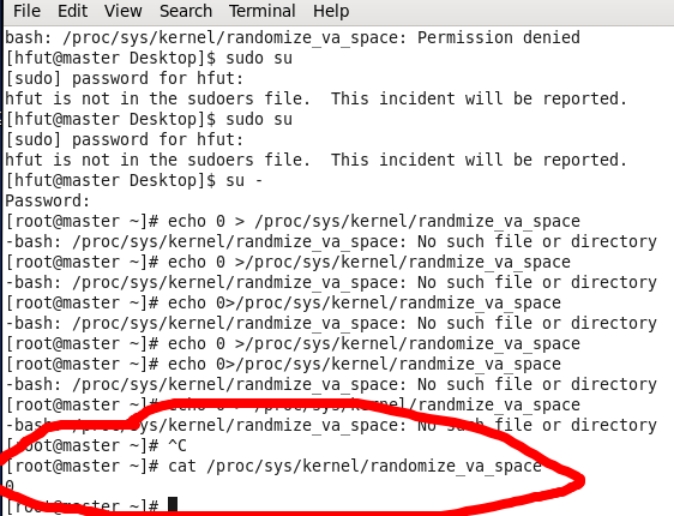 File Edit View Search Terminal Help
bash: /proc/sys/kernel/randomize_va_space: Permission denied
[hfut@master Desktop]$ sudo su
[sudo] password for hfut:
hfut is not in the sudoers file.  This incident will be reported.
[hfut@master Desktop]$ sudo su
[sudo] password for hfut:
hfut is not in the sudoers file.  This incident will be reported.
[hfut@master Desktop]$ su -
Password:
[root@master ~]# echo 0 > /proc/sys/kernel/randmize_va_space
-bash: /proc/sys/kernel/randmize_va_space: No such file or directory
[root@master ~]# echo 0 >/proc/sys/kernel/randmize_va_space
-bash: /proc/sys/kernel/randmize_va_space: No such file or directory
[root@master ~]# echo 0>/proc/sys/kernel/randmize_va_space
-bash: /proc/sys/kernel/randmize_va_space: No such file or directory
[root@master ~]# echo 0 >/proc/sys/kernel/randomize_va_space
[root@master ~]# echo 0>/proc/sys/kernel/randmize_va_space
-bash: /proc/sys/kernel/randmize_va_space: No such file or directory
[root@master ~]# echo 0 > /proc/sys/kernel/randmize_va_space
-bash: /proc/sys/kernel/randmize_va_space: No such file or directory
[root@master ~]# ^C
[root@master ~]# cat /proc/sys/kernel/randomize_va_space
0
[root@master ~]#